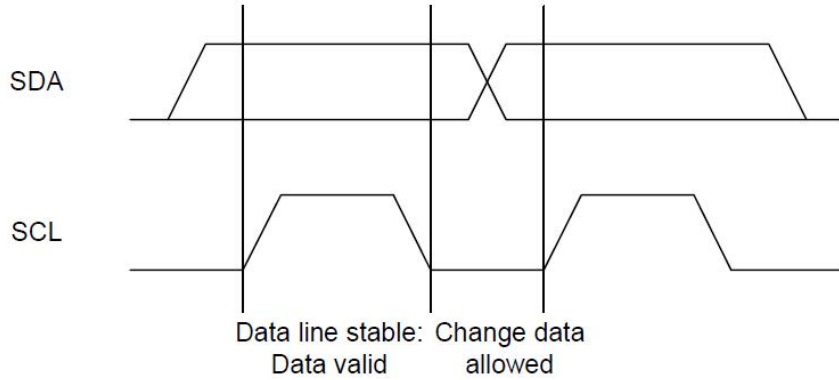 SDA
SCL
Data line stable: Change data
Data valid allowed